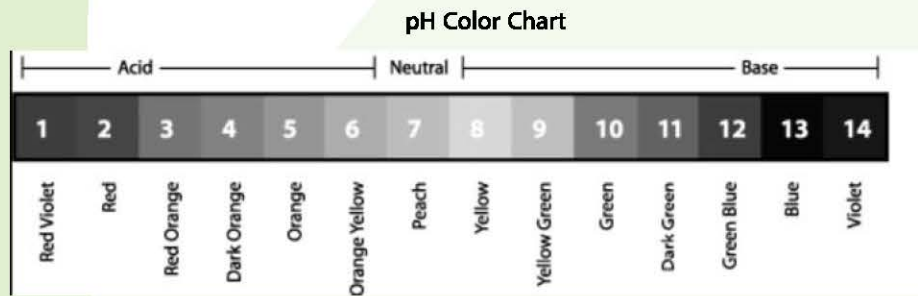 pH Color Chart
Acid Neutral Base
1 2 3 4 5 6 7 8 9 10 11 12 13 14
Red Violet
Red
Red Orange
Dark Orange
Orange
Orange Yellow
Peach
Yellow
Yellow Green
Green
Dark Green
Green Blue
Blue
Violet